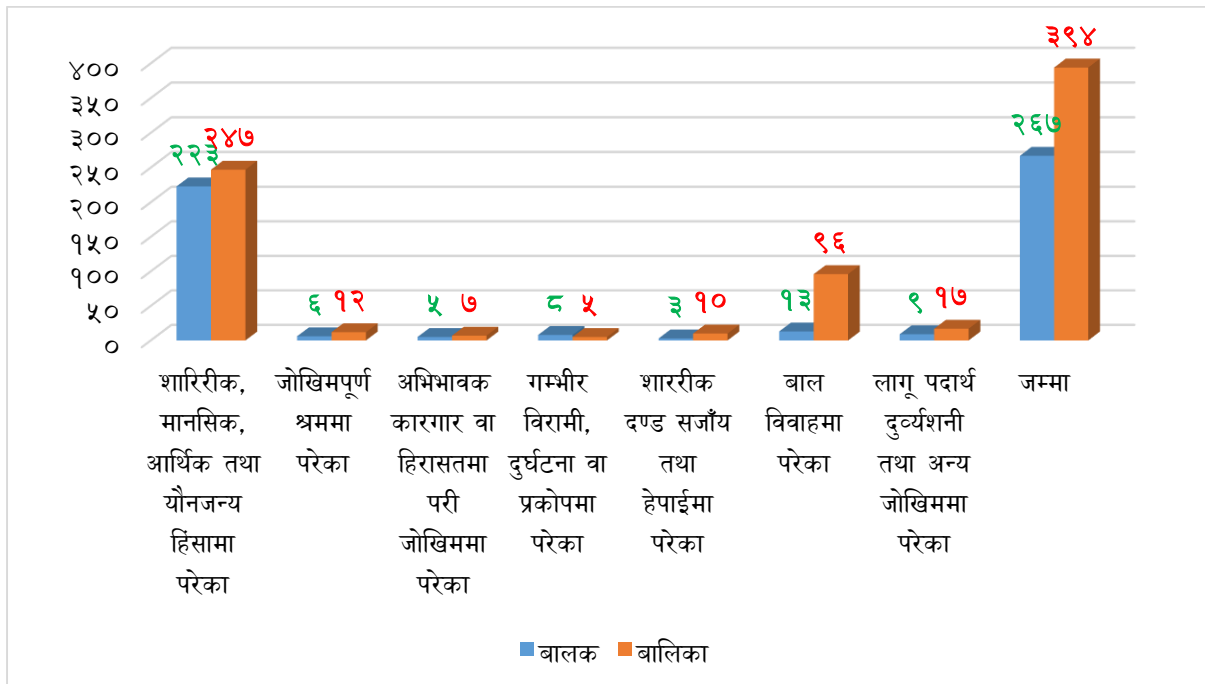 ४००
३५०
३००
२५०
२००
१५०
१००
५०
०
२२३
२४७
६
१२
५
७
८
५
३
१०
१३
९६
९
१७
२६७
३९४
शारिरीक,
मानसिक,
आर्थिक तथा
यौनजन्य
हिंसामा
परेका
जोखिमपूर्ण
श्रममा
परेका
अभिभावक
कारगार वा
हिरासतमा
परी
जोखिममा
परेका
गम्भीर
विरामी,
दुर्घटना वा
प्रकोपमा
परेका
शाररीक
दण्ड सजाँय
तथा
हेपाईमा
परेका
बाल
विवाहमा
परेका
लागू पदार्थ
दुर्व्यशनी
तथा अन्य
जोखिममा
परेका
जम्मा
बालक
बालिका